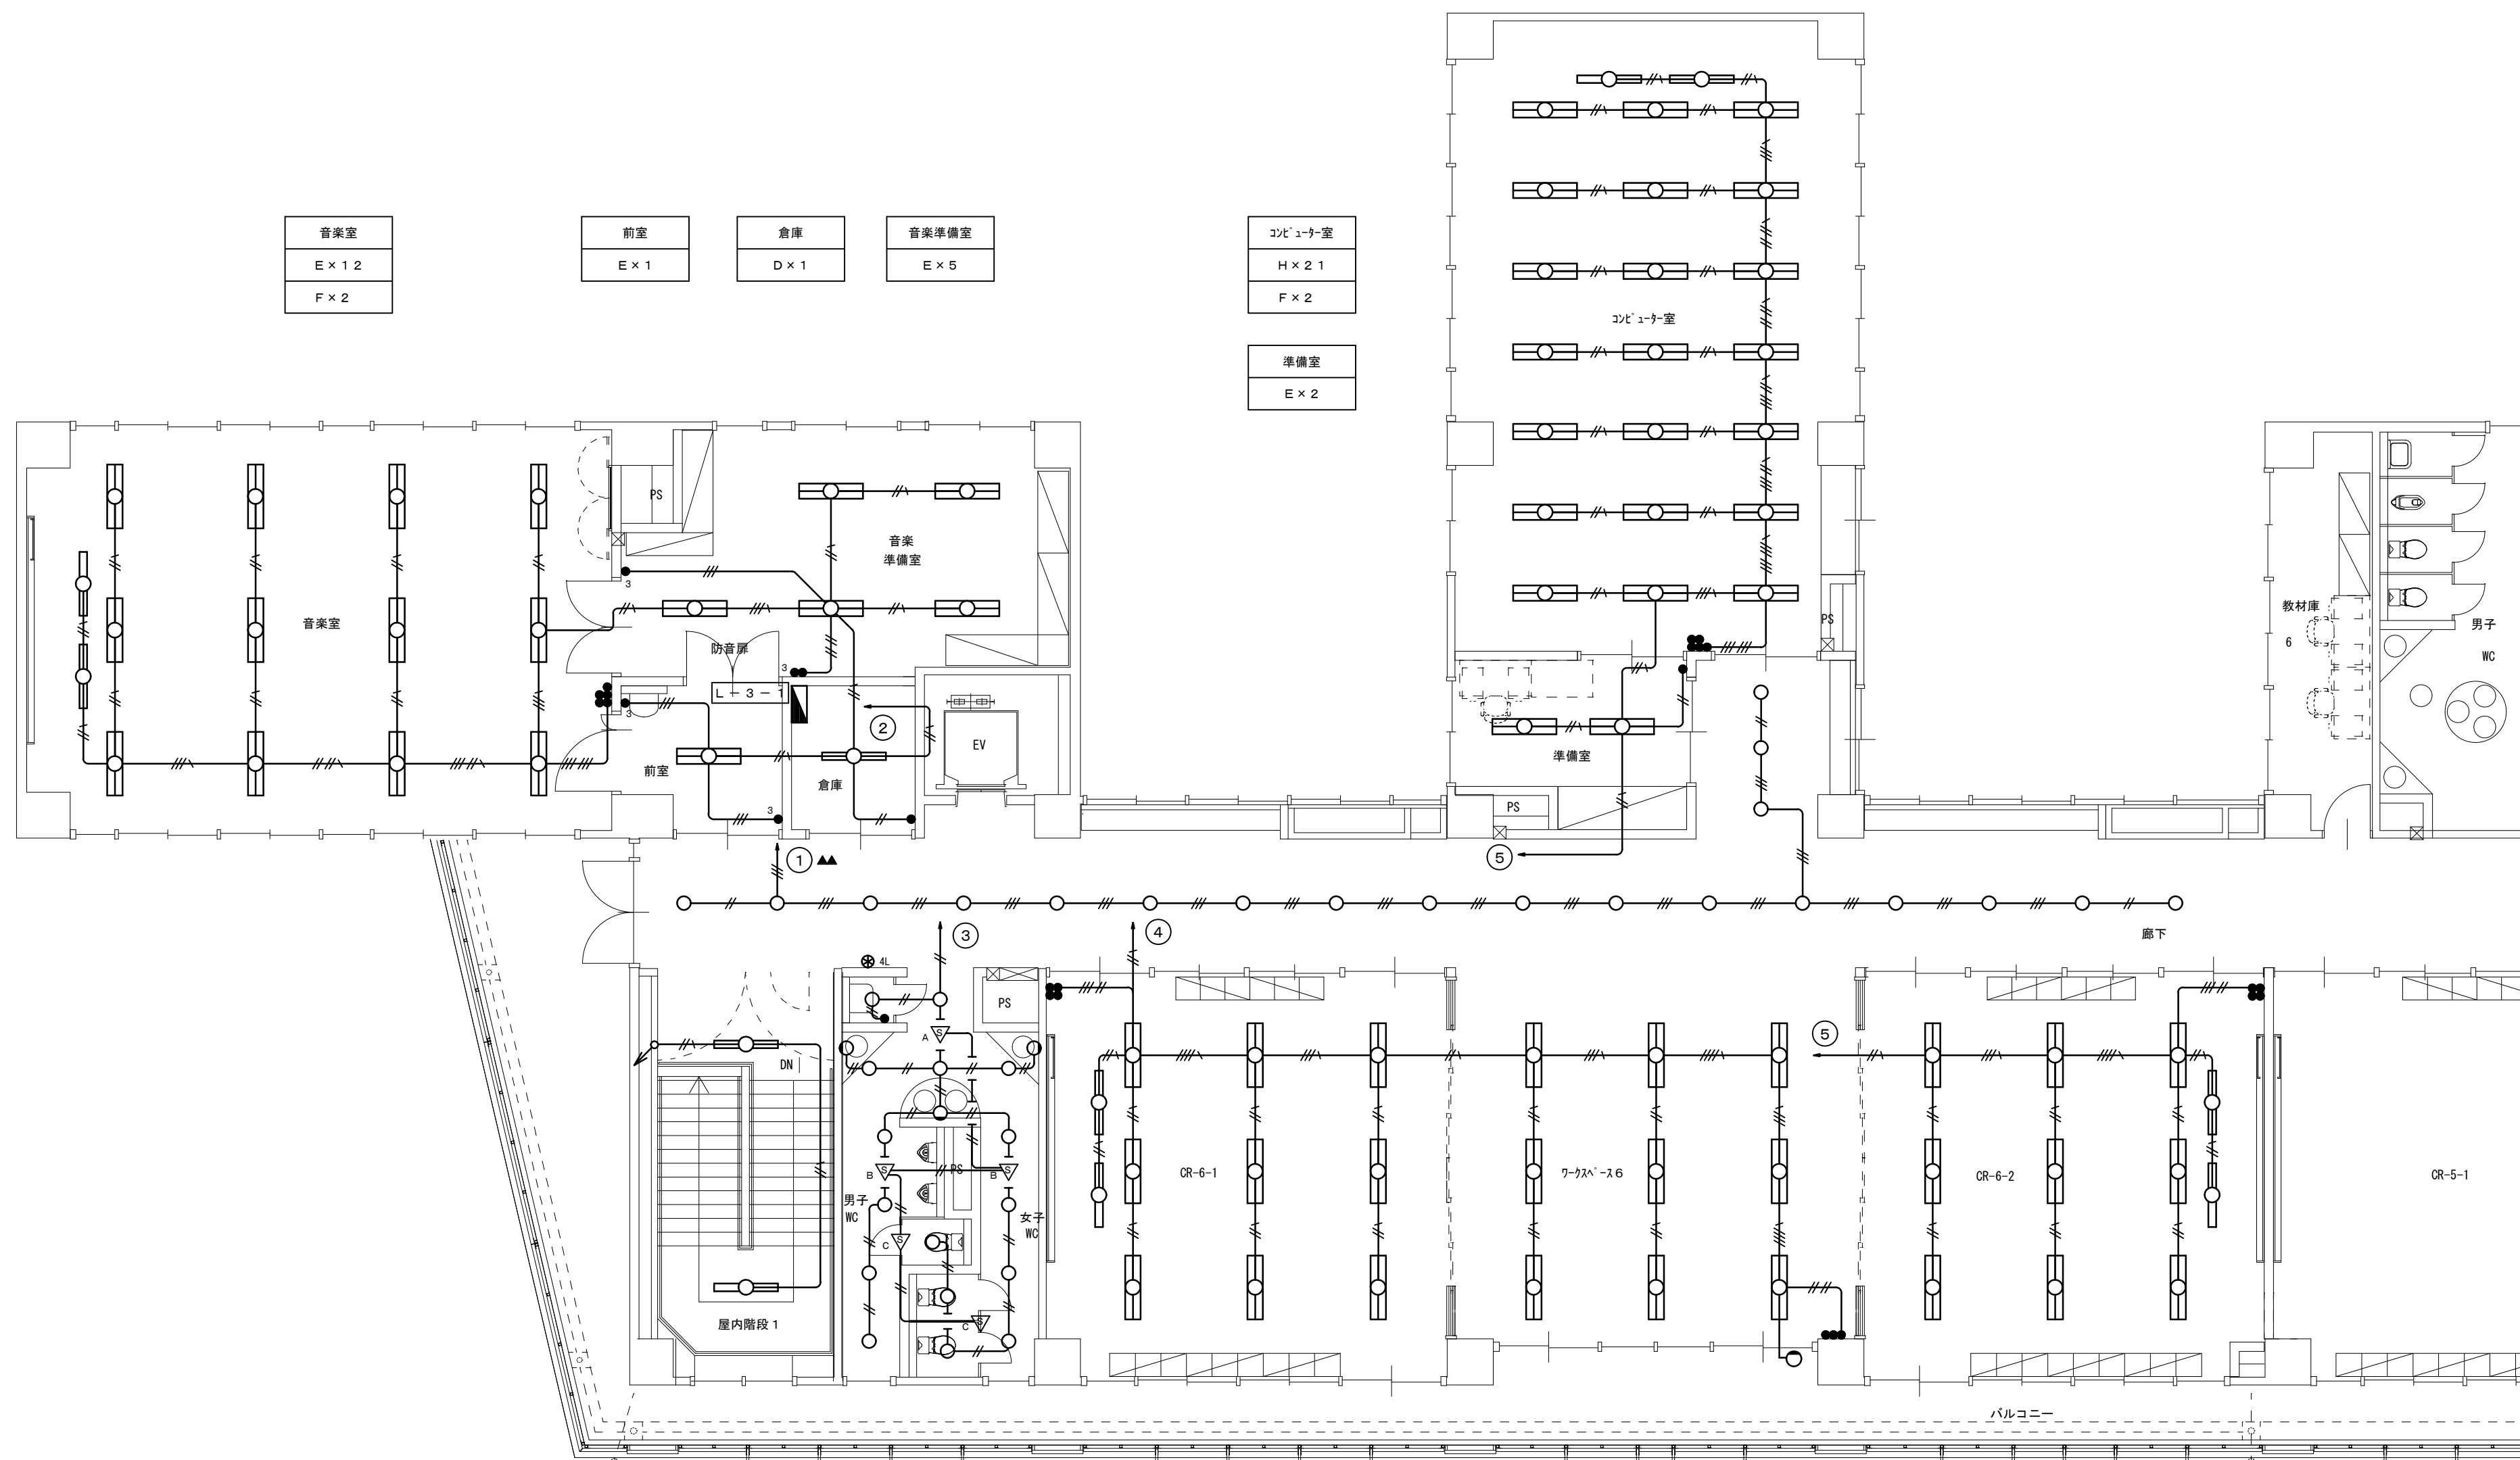 音楽室
E×12
F×2
前室
E×1
倉庫
D×1
音楽準備室
E×5
コンピューター室
H×21
F×2
準備室
E×2
コンピューター室
PS
音楽
準備室
3
音楽室
防音扉
3
L-3-1
3
②
EV
前室
倉庫
3
PS
準備室
PS
教材庫
6
男子
WC
① ▲▲
⑤
③
④
廊下
4L
PS
S
A
DN
⑤
S
B
PS
S
B
CR-6-1
ワークスペース6
CR-6-2
CR-5-1
男子
WC
女子
WC
S
C
S
C
屋内階段1
バルコニー